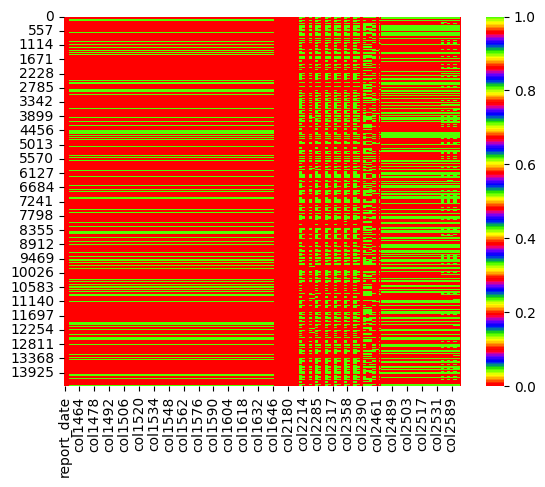 0
557
1114
1671
2228
2785
3342
3899
4456
5013
5570
6127
6684
7241
7798
8355
8912
9469
10026
10583
11140
11697
12254
12811
13368
13925
report_date
col1464
col1478
col1492
col1506
col1520
col1534
col1548
col1562
col1576
col1590
col1604
col1618
col1632
col1646
col2180
col2214
col2285
col2317
col2358
col2390
col2461
col2489
col2503
col2517
col2531
col2589
1.0
0.8
0.6
0.4
0.2
0.0